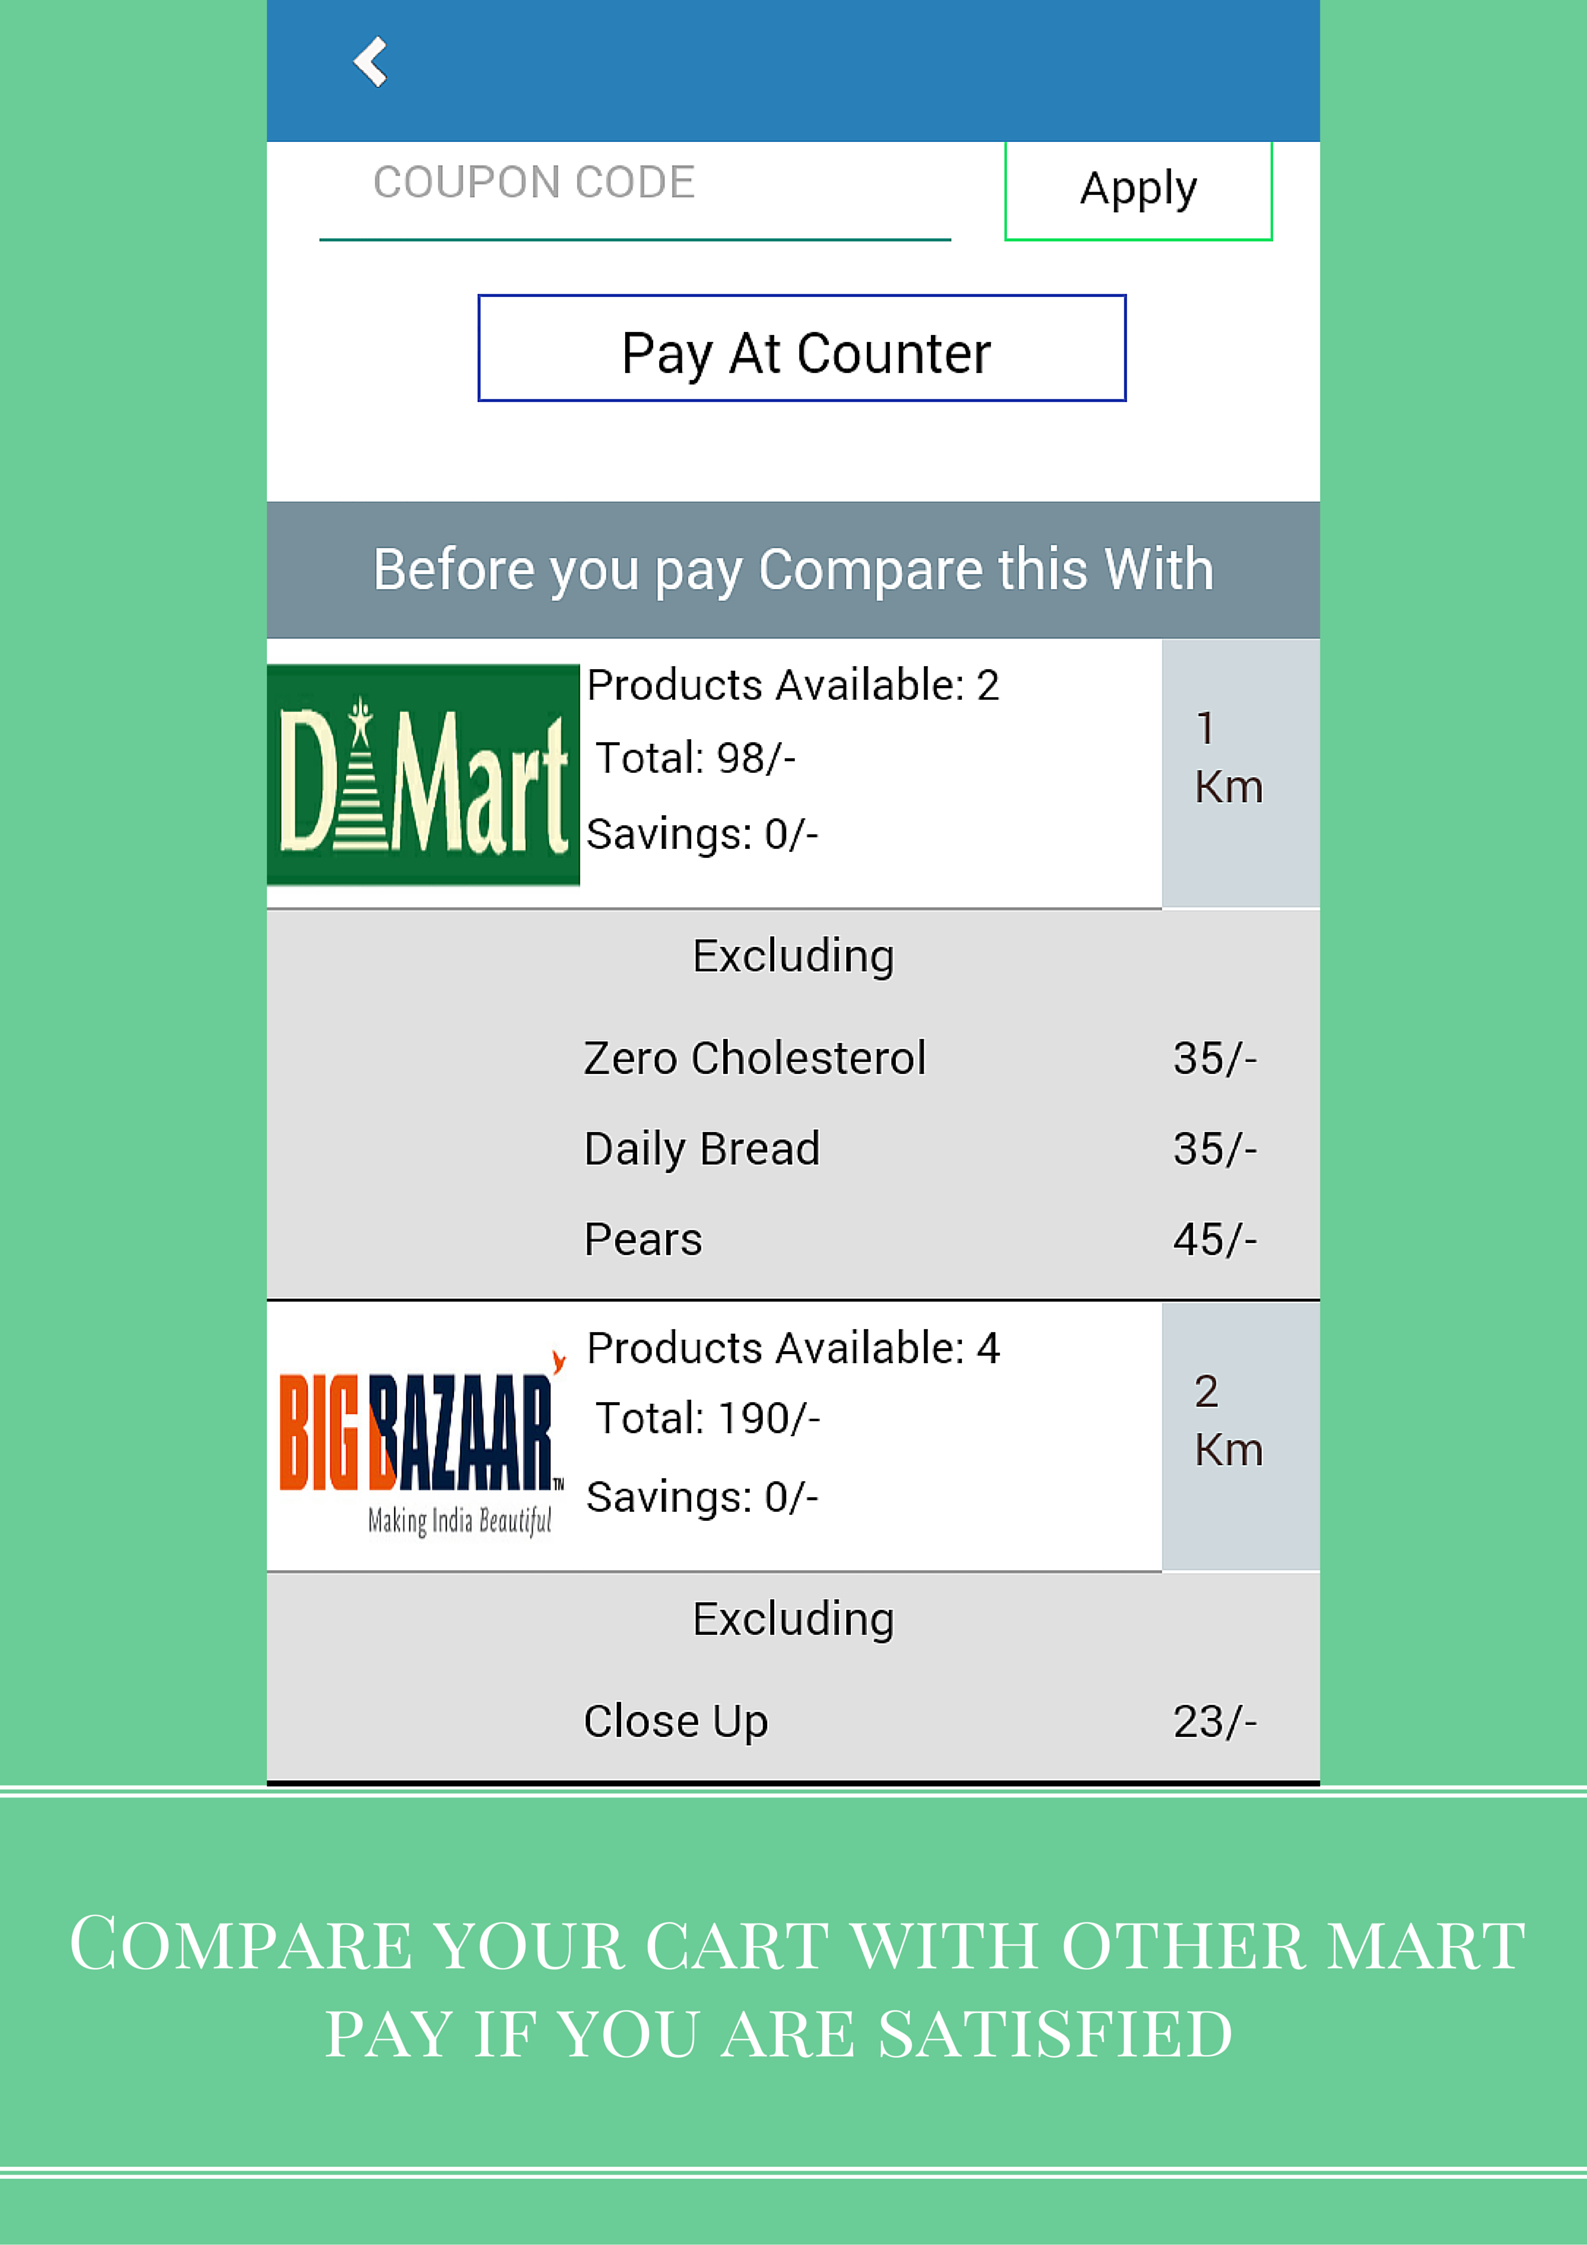 COUPON CODE
Apply
Pay At Counter
Before you pay Compare this With
D Mart
Products Available: 2
Total: 98/-
Savings: 0/-
1
Km
Excluding
Zero Cholesterol 35/-
Daily Bread 35/-
Pears 45/-
BIG BAZAAR TM
Making India Beautiful
Products Available: 4
Total: 190/-
Savings: 0/-
2
Km
Excluding
Close Up 23/-
Compare your cart with other mart
pay if you are satisfied